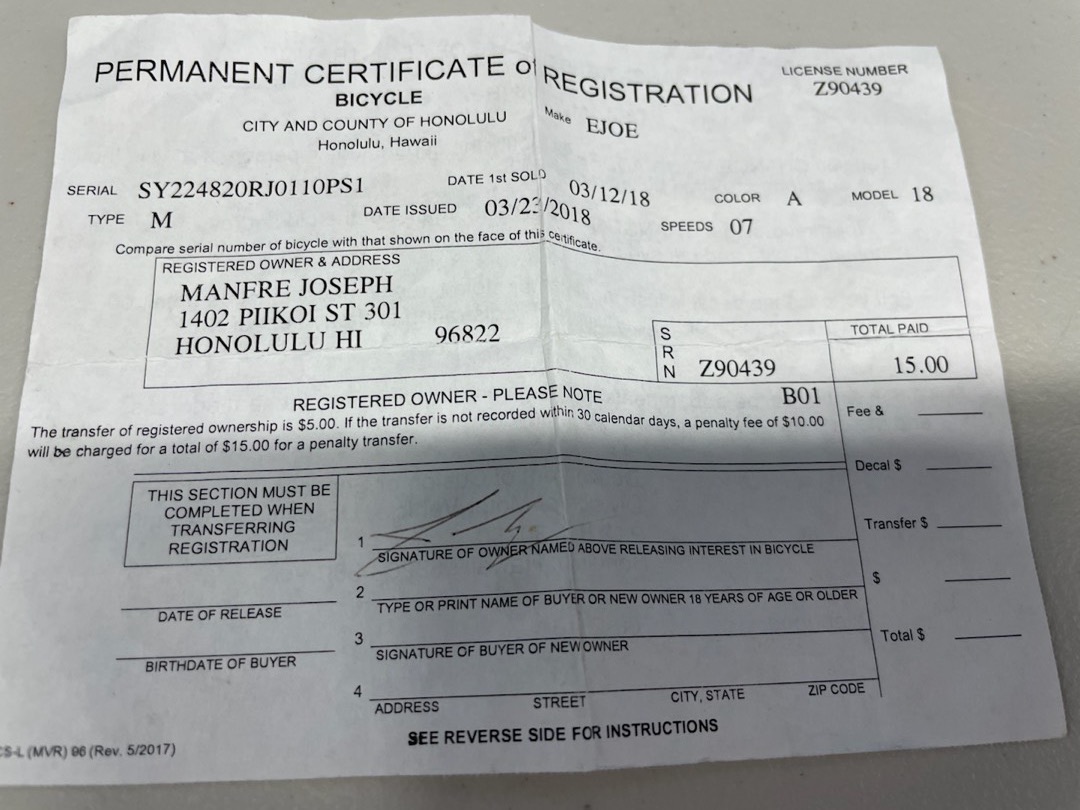 PERMANENT CERTIFICATE of REGISTRATION
BICYCLE
CITY AND COUNTY OF HONOLULU
Honolulu, Hawaii
LICENSE NUMBER
Z90439
Make EJOE
SERIAL SY224820RJ0110PS1
DATE 1st SOLD 03/12/18
COLOR A MODEL 18
TYPE M DATE ISSUED 03/23/2018 SPEEDS 07
Compare serial number of bicycle with that shown on the face of this certificate.
REGISTERED OWNER & ADDRESS
MANFRE JOSEPH
1402 PIIKOI ST 301
HONOLULU HI 96822
SRN Z90439
TOTAL PAID
15.00
REGISTERED OWNER - PLEASE NOTE B01
The transfer of registered ownership is $5.00. If the transfer is not recorded within 30 calendar days, a penalty fee of $10.00
will be charged for a total of $15.00 for a penalty transfer.
Fee &
Decal $
Transfer $
$
Total $
THIS SECTION MUST BE
COMPLETED WHEN
TRANSFERRING
REGISTRATION
DATE OF RELEASE
BIRTHDATE OF BUYER
1
SIGNATURE OF OWNER NAMED ABOVE RELEASING INTEREST IN BICYCLE
2
TYPE OR PRINT NAME OF BUYER OR NEW OWNER 18 YEARS OF AGE OR OLDER
3
SIGNATURE OF BUYER OF NEW OWNER
4
ADDRESS STREET CITY, STATE ZIP CODE
SEE REVERSE SIDE FOR INSTRUCTIONS
CS-L (MVR) 96 (Rev. 5/2017)